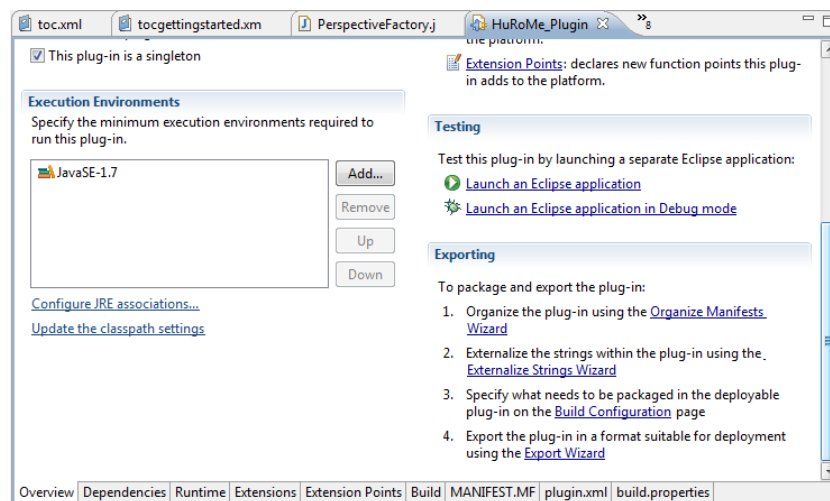 toc.xml tocgettingstarted.xm PerspectiveFactory.j HuRoMe_Plugin »8
This plug-in is a singleton
Execution Environments
Specify the minimum execution environments required to
run this plug-in.
JavaSE-1.7
Add...
Remove
Up
Down
Configure JRE associations...
Update the classpath settings
the platform.
Extension Points: declares new function points this plug-
in adds to the platform.
Testing
Test this plug-in by launching a separate Eclipse application:
Launch an Eclipse application
Launch an Eclipse application in Debug mode
Exporting
To package and export the plug-in:
1. Organize the plug-in using the Organize Manifests
Wizard
2. Externalize the strings within the plug-in using the
Externalize Strings Wizard
3. Specify what needs to be packaged in the deployable
plug-in on the Build Configuration page
4. Export the plug-in in a format suitable for deployment
using the Export Wizard
Overview Dependencies Runtime Extensions Extension Points Build MANIFEST.MF plugin.xml build.properties